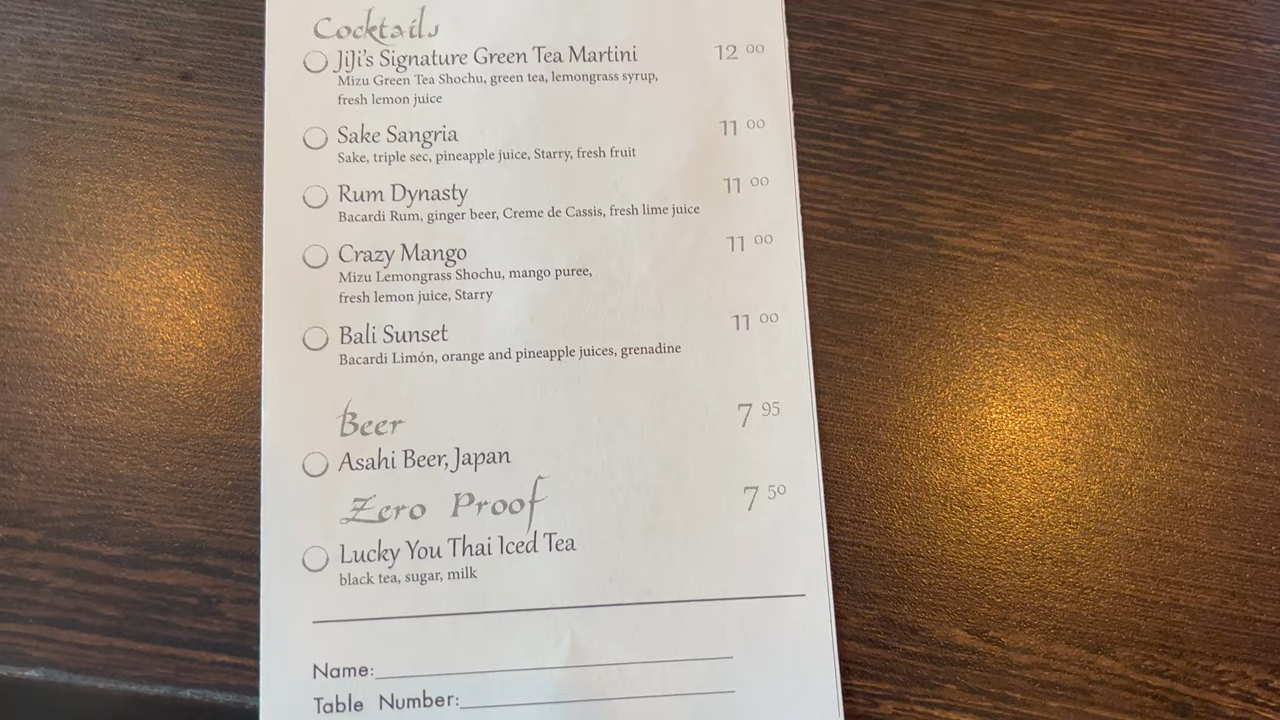 Cocktails
JiJi's Signature Green Tea Martini 12 00
Mizu Green Tea Shochu, green tea, lemongrass syrup,
fresh lemon juice
Sake Sangria 11 00
Sake, triple sec, pineapple juice, Starry, fresh fruit
Rum Dynasty 11 00
Bacardi Rum, ginger beer, Creme de Cassis, fresh lime juice
Crazy Mango 11 00
Mizu Lemongrass Shochu, mango puree,
fresh lemon juice, Starry
Bali Sunset 11 00
Bacardi Limón, orange and pineapple juices, grenadine
Beer 7 95
Asahi Beer, Japan
Zero Proof 7 50
Lucky You Thai Iced Tea
black tea, sugar, milk
Name:
Table Number: